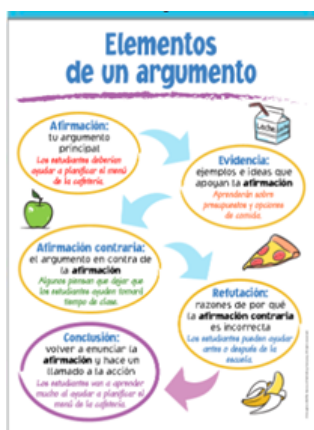 Elementos
de un argumento
Afirmación:
tu argumento
principal
Los estudiantes deberían
ayudar a planificar el menú
de la cafetería.
Leche
Evidencia:
ejemplos e ideas que
apoyan la afirmación
Aprenderán sobre
presupuestos y opciones
de comida.
Afirmación contraria:
el argumento en contra de
la afirmación
Algunos piensan que dejar que
los estudiantes ayuden tomará
tiempo de clase.
Refutación:
razones de por qué
la afirmación contraria
es incorrecta
Los estudiantes pueden ayudar
antes o después de la
escuela.
Conclusión:
volver a enunciar la
afirmación y hace un
llamado a la acción
Los estudiantes van a aprender
mucho al ayudar a planificar el
menú de la cafetería.